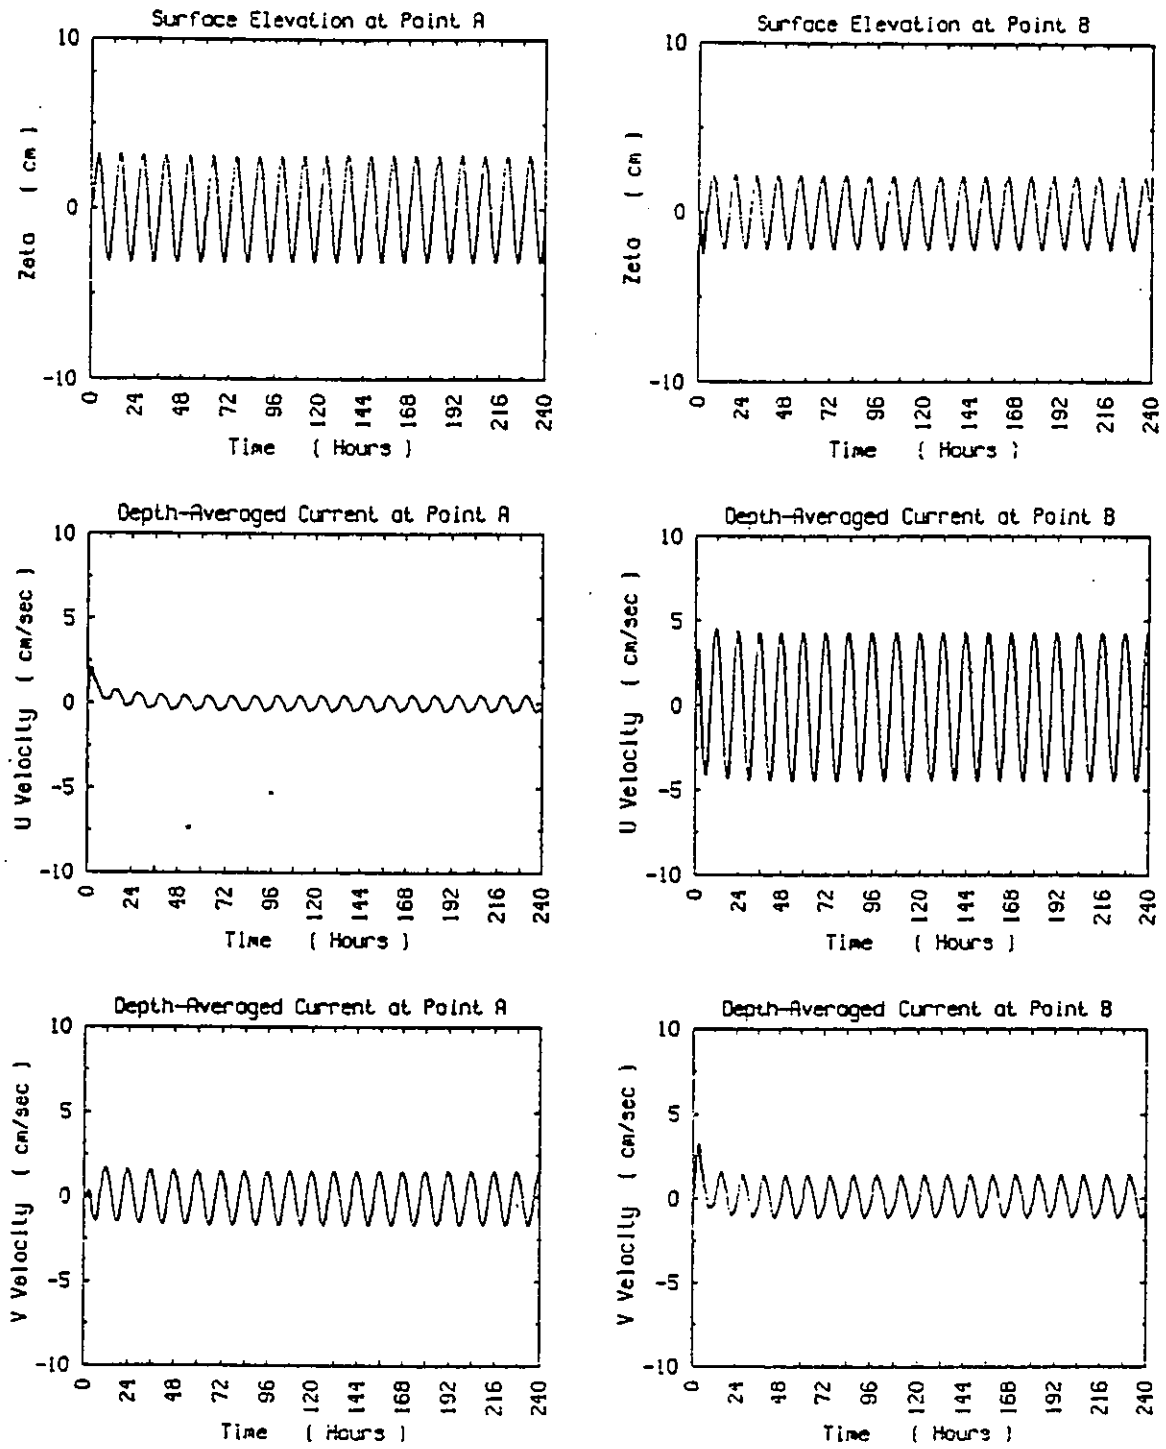 Surface Elevation at Point A
10
0
-10
Zeta ( cm )
0 24 48 72 96 120 144 168 192 216 240
Time ( Hours )
Surface Elevation at Point B
10
0
-10
Zeta ( cm )
0 24 48 72 96 120 144 168 192 216 240
Time ( Hours )
Depth-Averaged Current at Point A
10
5
0
-5
-10
U Velocity ( cm/sec )
0 24 48 72 96 120 144 168 192 216 240
Time ( Hours )
Depth-Averaged Current at Point B
10
5
0
-5
-10
U Velocity ( cm/sec )
0 24 48 72 96 120 144 168 192 216 240
Time ( Hours )
Depth-Averaged Current at Point A
10
5
0
-5
-10
V Velocity ( cm/sec )
0 24 48 72 96 120 144 168 192 216 240
Time ( Hours )
Depth-Averaged Current at Point B
10
5
0
-5
-10
V Velocity ( cm/sec )
0 24 48 72 96 120 144 168 192 216 240
Time ( Hours )